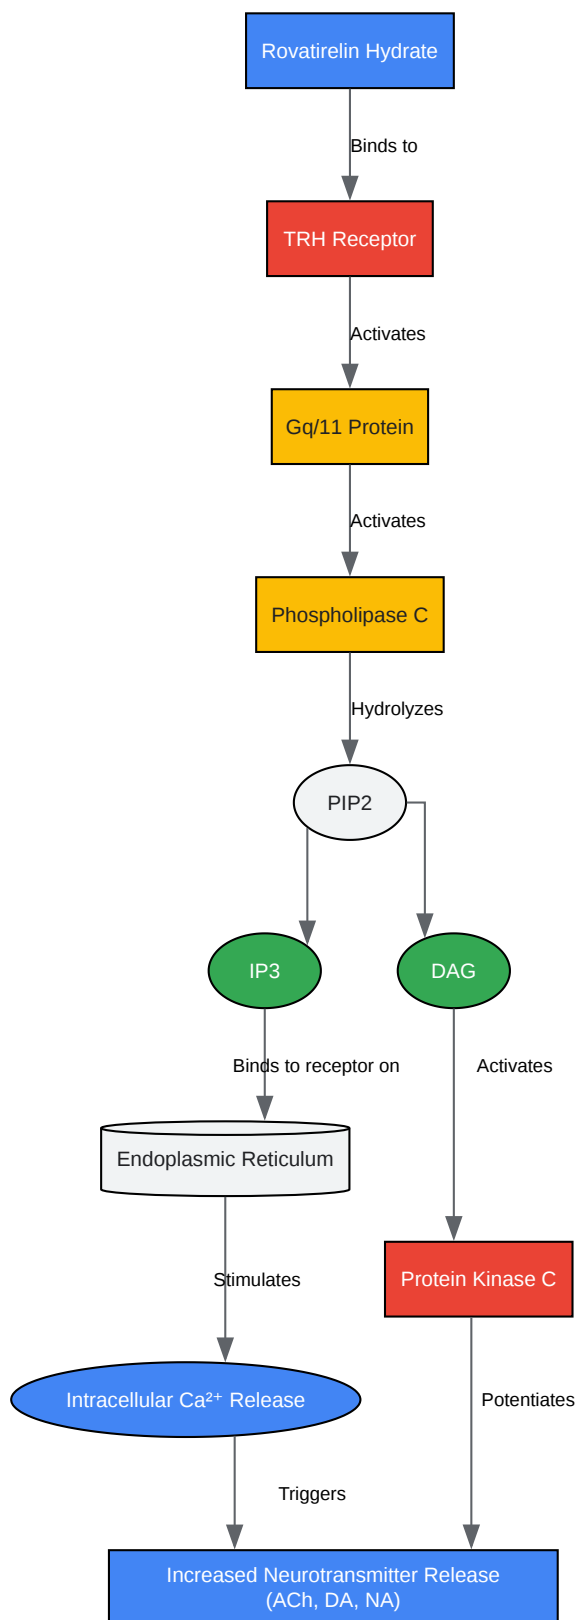 Rovatirelin Hydrate
Binds to
TRH Receptor
Activates
Gq/11 Protein
Activates
Phospholipase C
Hydrolyzes
PIP2
IP3
DAG
Binds to receptor on
Activates
Endoplasmic Reticulum
Stimulates
Protein Kinase C
Intracellular Ca²⁺ Release
Potentiates
Triggers
Increased Neurotransmitter Release
(ACh, DA, NA)